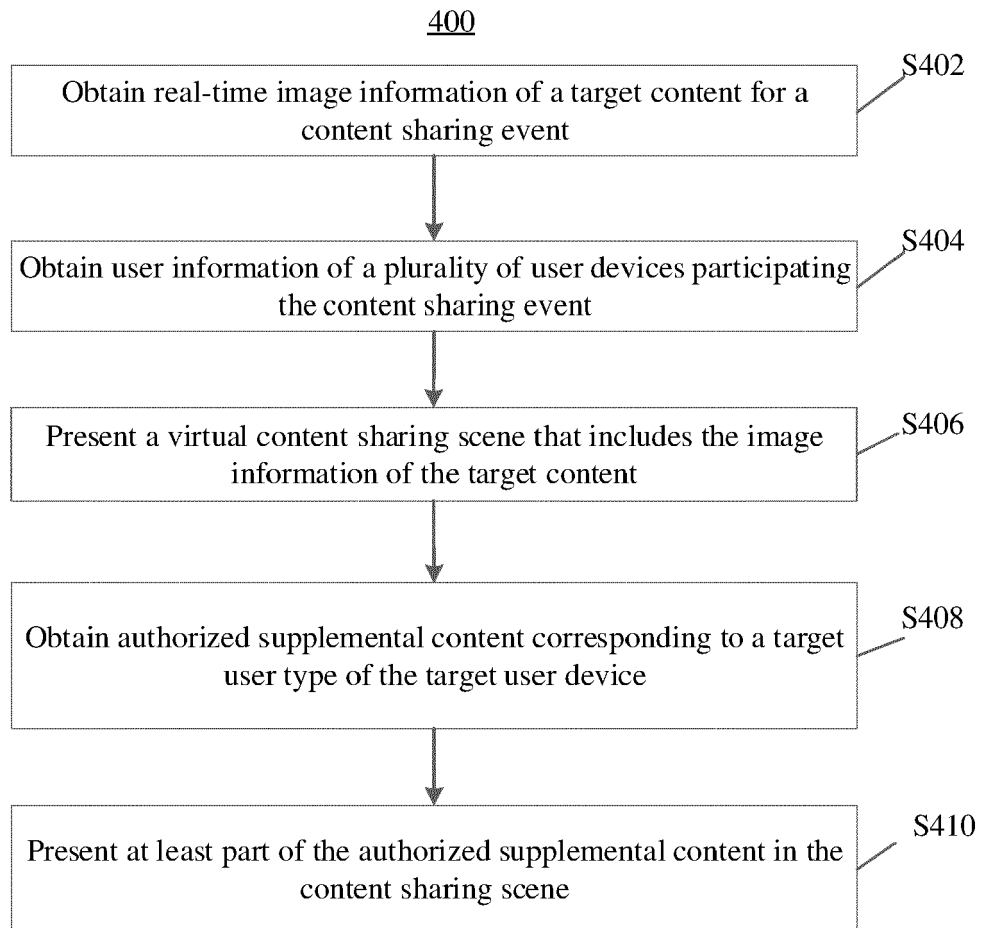 400
S402
Obtain real-time image information of a target content for a
content sharing event
S404
Obtain user information of a plurality of user devices participating
the content sharing event
S406
Present a virtual content sharing scene that includes the image
information of the target content
S408
Obtain authorized supplemental content corresponding to a target
user type of the target user device
S410
Present at least part of the authorized supplemental content in the
content sharing scene